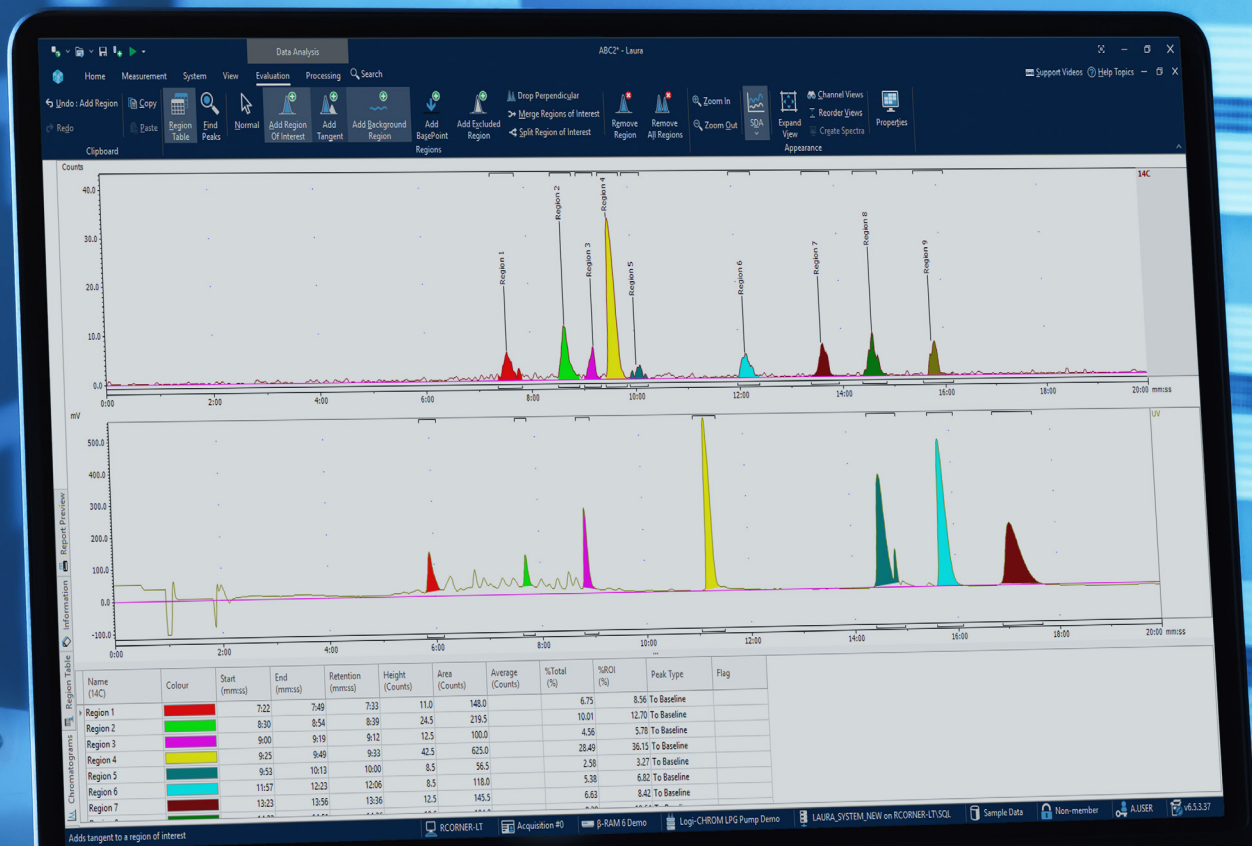 Data Analysis
ABC2* - Laura
Home Measurement System View Evaluation Processing Search
Support Videos Help Topics
Undo : Add Region
Redo
Copy
Paste
Clipboard
Region Table
Find Peaks
Normal
Add Region Of Interest
Add Tangent
Add Background Region
Add BasePoint
Add Excluded Region
Drop Perpendicular
Merge Regions of Interest
Split Region of Interest
Remove Region
Remove All Regions
Regions
Zoom In
Zoom Out
SDA
Expand View
Channel Views
Reorder Views
Create Spectra
Properties
Appearance
Counts
14C
40.0
30.0
20.0
10.0
0.0
Region 1
Region 2
Region 3
Region 4
Region 5
Region 6
Region 7
Region 8
Region 9
0:00 2:00 4:00 6:00 8:00 10:00 12:00 14:00 16:00 18:00 20:00 mm:ss
mV
UV
500.0
400.0
300.0
200.0
100.0
0.0
-100.0
0:00 2:00 4:00 6:00 8:00 10:00 12:00 14:00 16:00 18:00 20:00 mm:ss
Report Preview
Information
Region Table
Chromatograms
Name (14C) Colour Start (mm:ss) End (mm:ss) Retention (mm:ss) Height (Counts) Area (Counts) Average (Counts) %Total (%) %ROI (%) Peak Type Flag
Region 1 7:22 7:49 7:33 11.0 148.0 6.75 8.56 To Baseline
Region 2 8:30 8:54 8:39 24.5 219.5 10.01 12.70 To Baseline
Region 3 9:00 9:19 9:12 12.5 100.0 4.56 5.78 To Baseline
Region 4 9:25 9:49 9:33 42.5 625.0 28.49 36.15 To Baseline
Region 5 9:53 10:13 10:00 8.5 56.5 2.58 3.27 To Baseline
Region 6 11:57 12:23 12:06 8.5 118.0 5.38 6.82 To Baseline
Region 7 13:23 13:56 13:36 12.5 145.5 6.63 8.42 To Baseline
Adds tangent to a region of interest
RCORNER-LT Acquisition #0 β-RAM 6 Demo Logi-CHROM LPG Pump Demo LAURA_SYSTEM_NEW on RCORNER-LT\SQL Sample Data Non-member A.USER v6.5.3.37